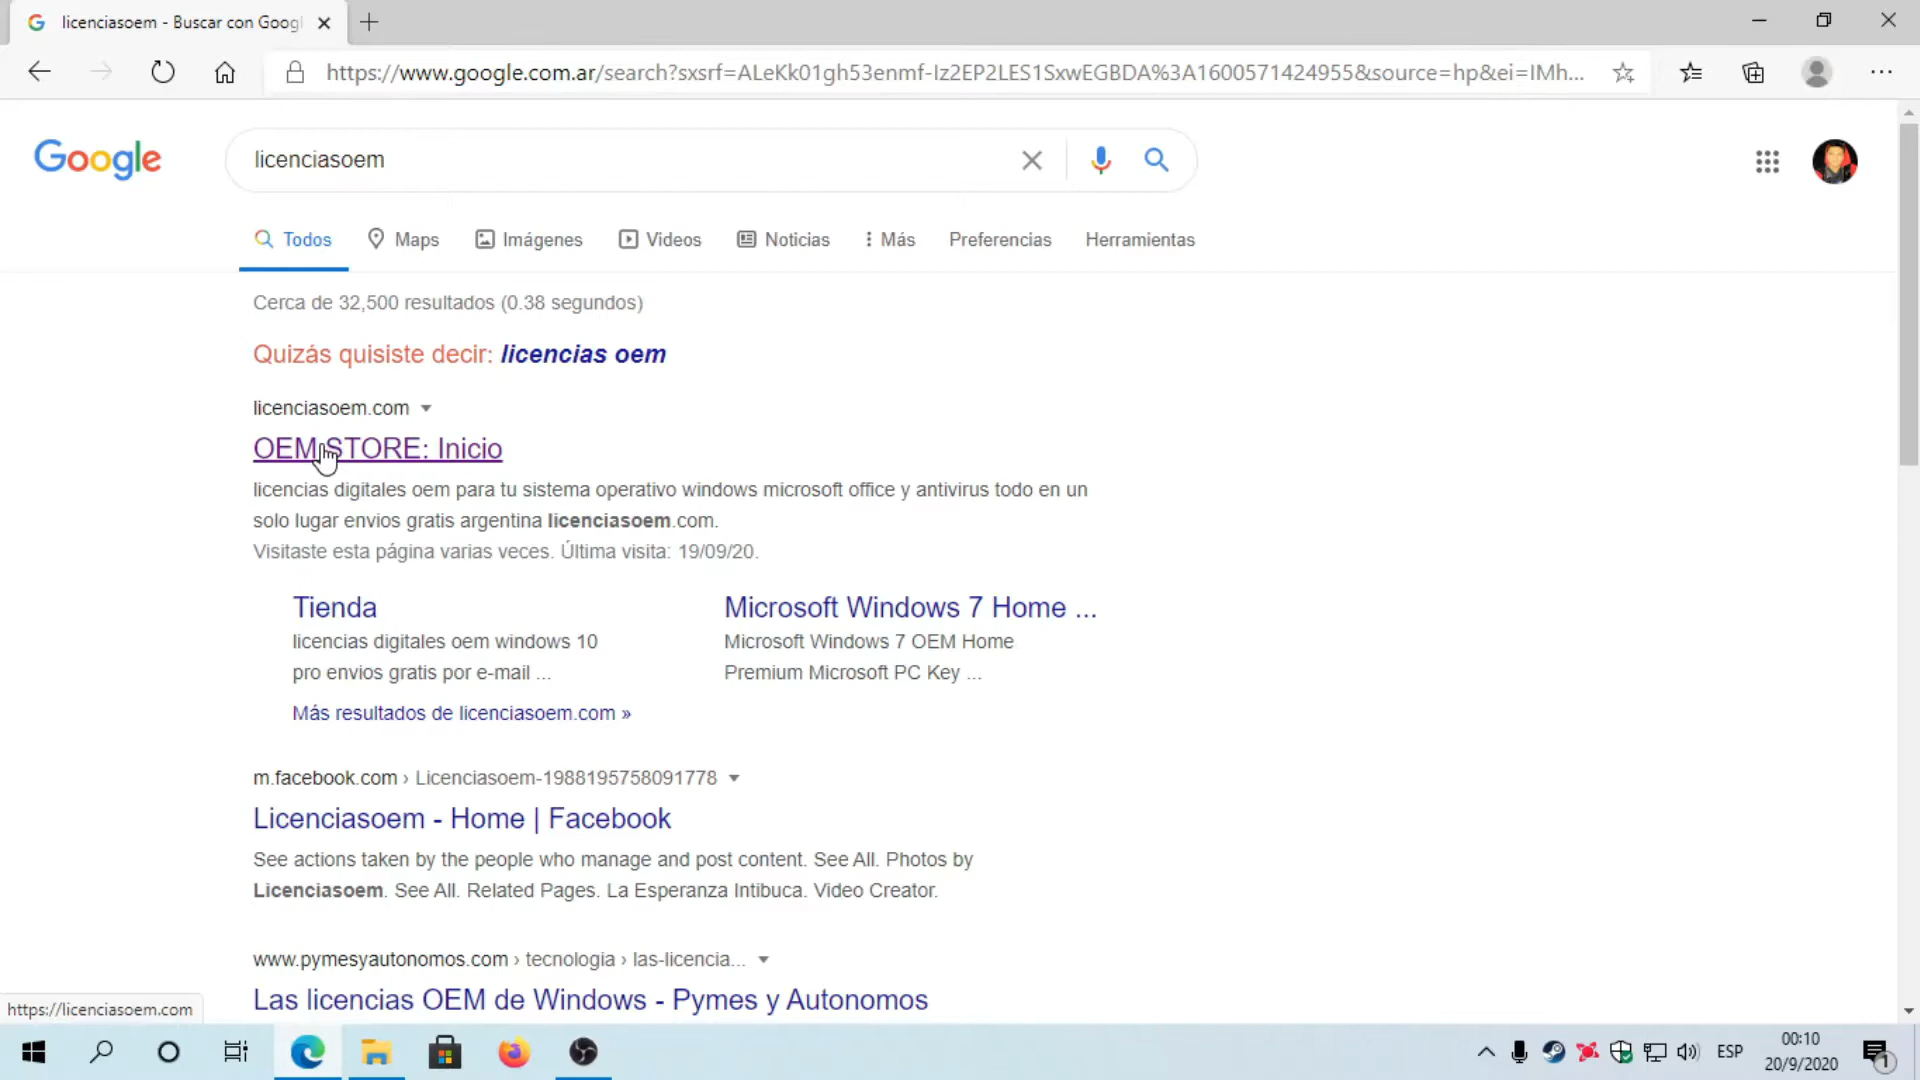 licenciasoem - Buscar con Googl
https://www.google.com.ar/search?sxsrf=ALeKk01gh53enmf-Iz2EP2LES1SxwEGBDA%3A1600571424955&source=hp&ei=IMh...
Google
licenciasoem
Todos
Maps
Imágenes
Videos
Noticias
Más
Preferencias
Herramientas
Cerca de 32,500 resultados (0.38 segundos)
Quizás quisiste decir: licencias oem
licenciasoem.com
OEM STORE: Inicio
licencias digitales oem para tu sistema operativo windows microsoft office y antivirus todo en un
solo lugar envios gratis argentina licenciasoem.com.
Visitaste esta página varias veces. Última visita: 19/09/20.
Tienda
licencias digitales oem windows 10
pro envios gratis por e-mail ...
Microsoft Windows 7 Home ...
Microsoft Windows 7 OEM Home
Premium Microsoft PC Key ...
Más resultados de licenciasoem.com »
m.facebook.com › Licenciasoem-1988195758091778
Licenciasoem - Home | Facebook
See actions taken by the people who manage and post content. See All. Photos by
Licenciasoem. See All. Related Pages. La Esperanza Intibuca. Video Creator.
www.pymesyautonomos.com › tecnologia › las-licencia...
Las licencias OEM de Windows - Pymes y Autonomos
https://licenciasoem.com
ESP
00:10
20/9/2020
1